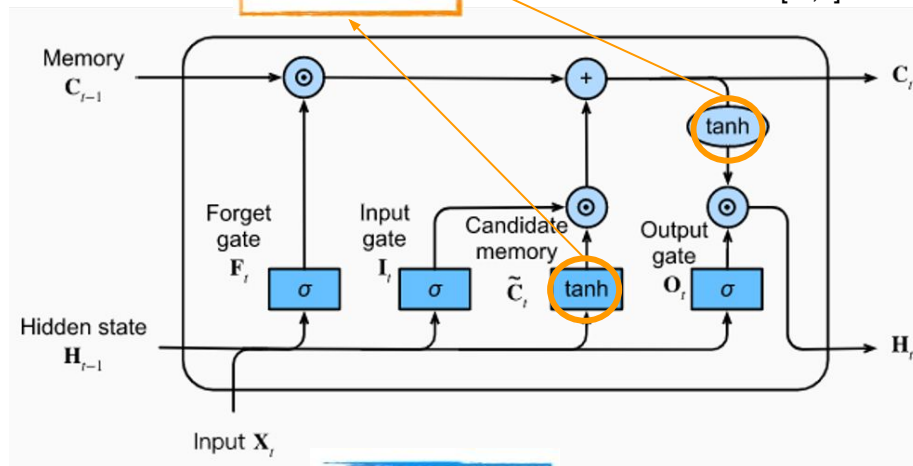 Memory
C_{t-1}
C_t
+
tanh
Forget
gate
F_t
Input
gate
I_t
Candidate
memory
C̃_t
Output
gate
O_t
σ
σ
tanh
σ
Hidden state
H_{t-1}
H_t
Input X_t